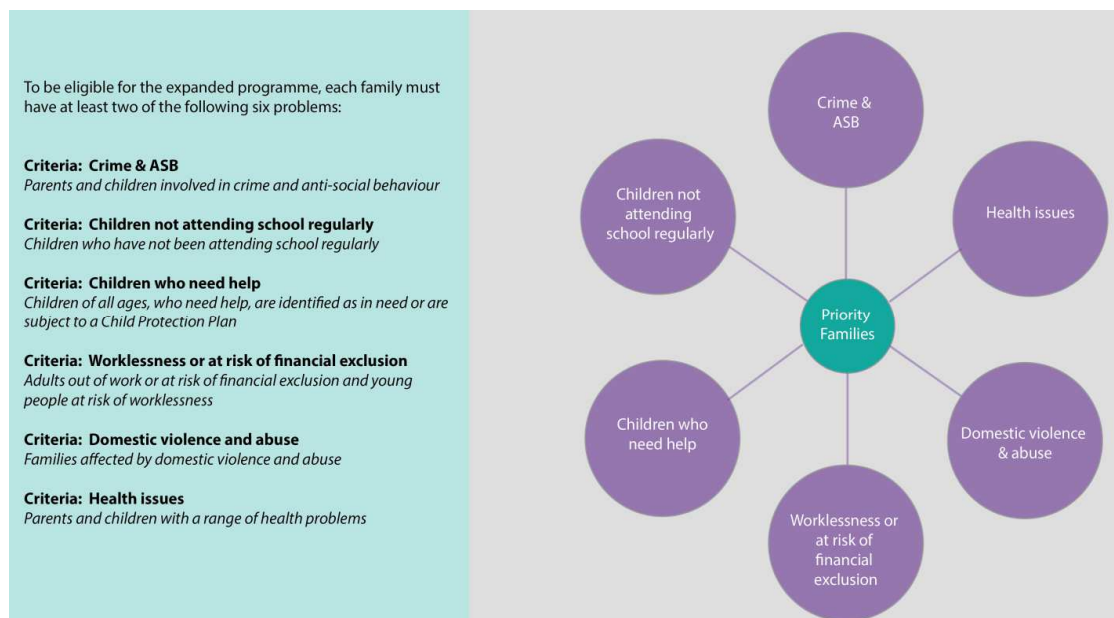 To be eligible for the expanded programme, each family must
have at least two of the following six problems:
Criteria: Crime & ASB
Parents and children involved in crime and anti-social behaviour
Criteria: Children not attending school regularly
Children who have not been attending school regularly
Criteria: Children who need help
Children of all ages, who need help, are identified as in need or are
subject to a Child Protection Plan
Criteria: Worklessness or at risk of financial exclusion
Adults out of work or at risk of financial exclusion and young
people at risk of worklessness
Criteria: Domestic violence and abuse
Families affected by domestic violence and abuse
Criteria: Health issues
Parents and children with a range of health problems
Crime &
ASB
Children not
attending
school regularly
Health issues
Priority
Families
Children who
need help
Domestic violence
& abuse
Worklessness or
at risk of
financial
exclusion